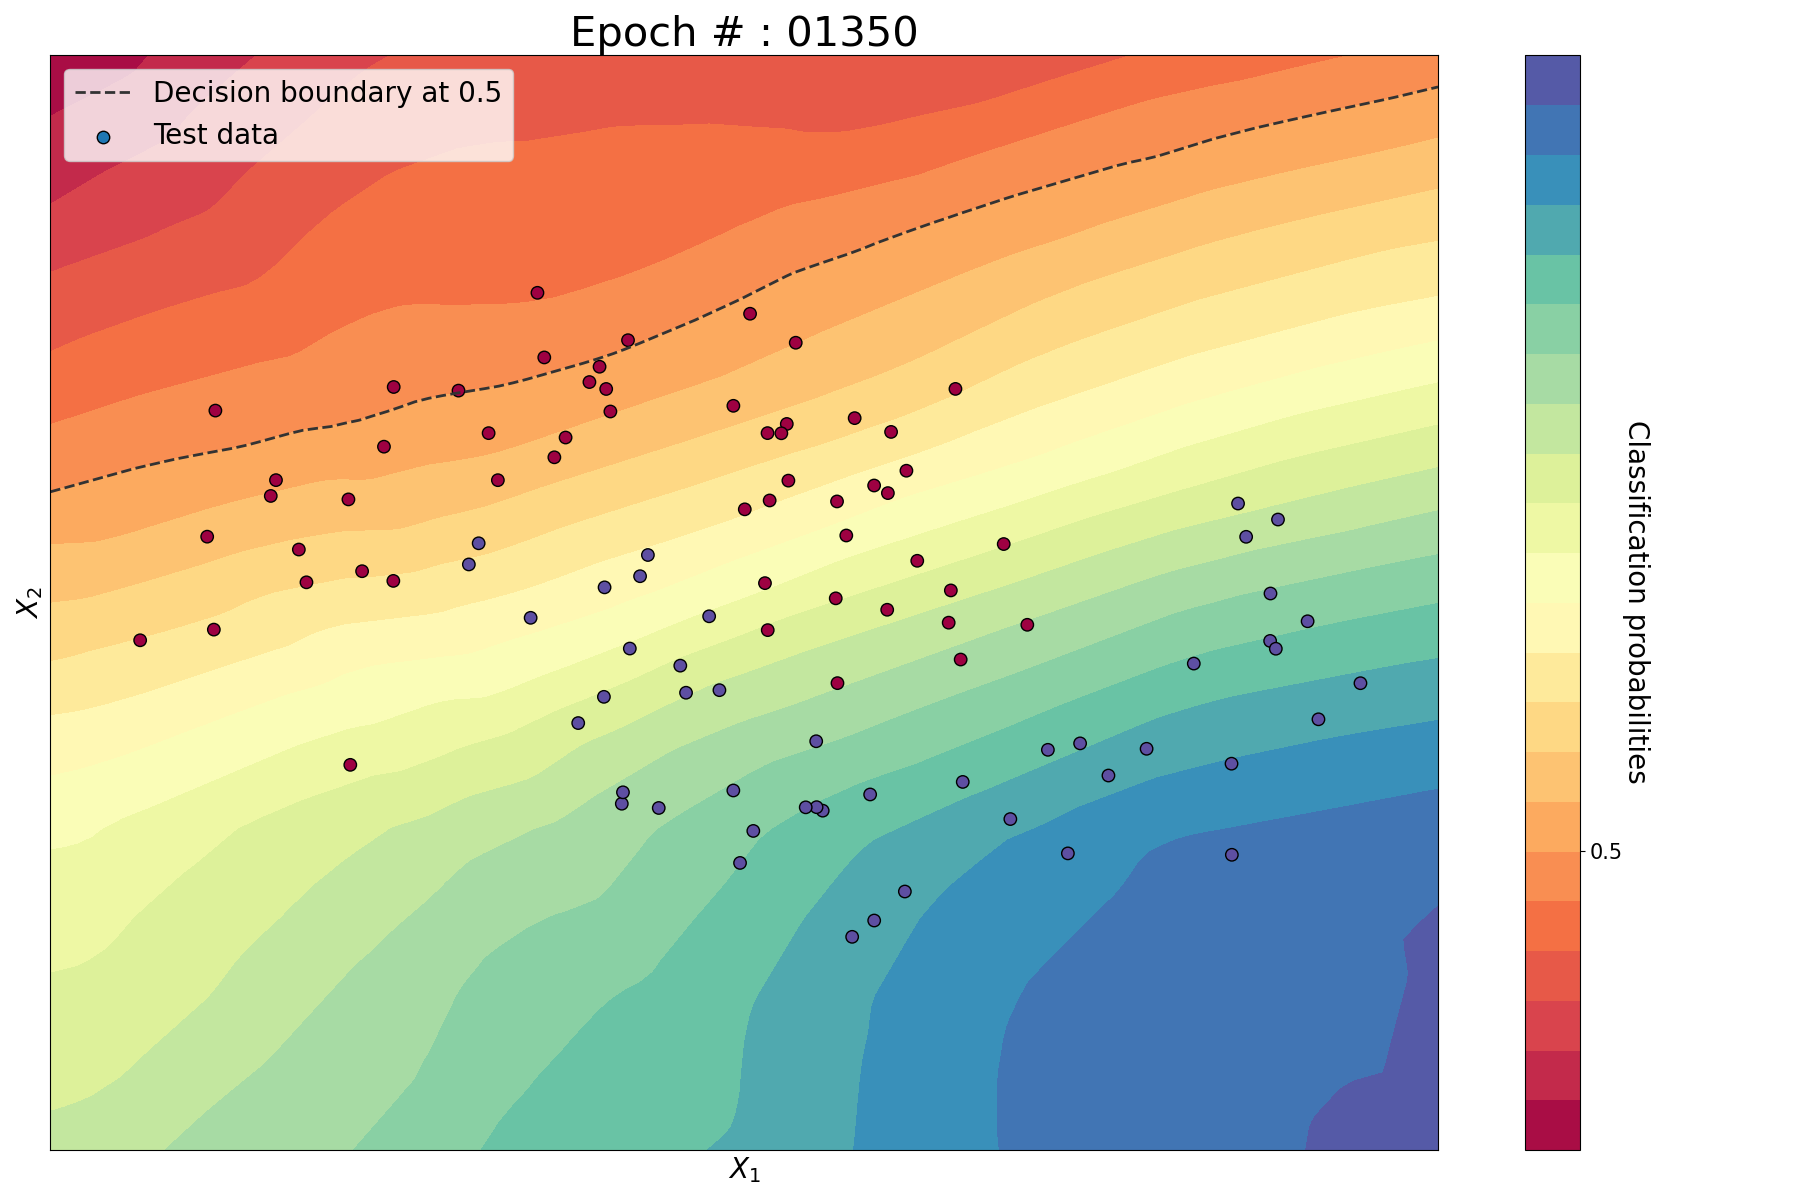 Epoch # : 01350
Decision boundary at 0.5
Test data
X₂
X₁
0.5
Classification probabilities